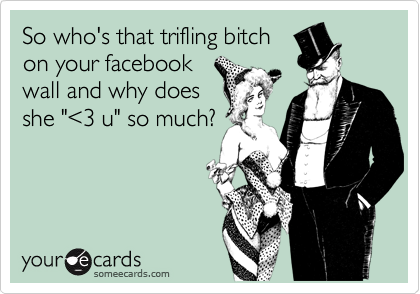 So who's that trifling bitch
on your facebook
wall and why does
she "<3 u" so much?
your e cards
someecards.com